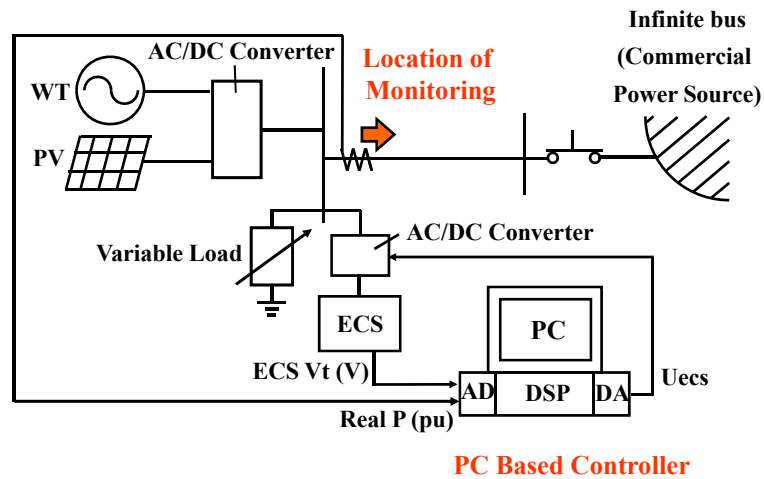 Infinite bus
(Commercial
Power Source)
AC/DC Converter
Location of
Monitoring
WT
PV
Variable Load
AC/DC Converter
ECS
PC
ECS Vt (V)
Uecs
AD
DSP
DA
Real P (pu)
PC Based Controller